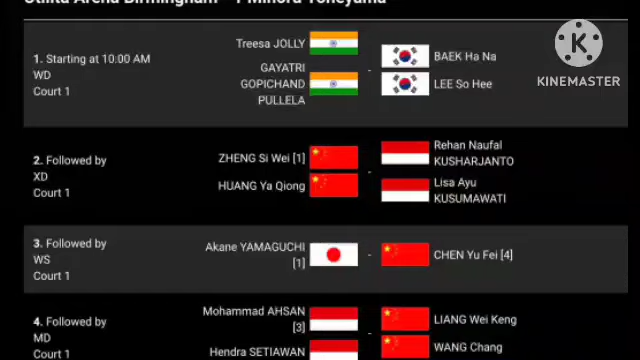 Utilita Arena Birmingham - 1 Minoru Yoneyama
1. Starting at 10:00 AM
WD
Court 1
Treesa JOLLY
GAYATRI
GOPICHAND
PULLELA
-
BAEK Ha Na
LEE So Hee
K
KINEMASTER
2. Followed by
XD
Court 1
ZHENG Si Wei [1]
HUANG Ya Qiong
-
Rehan Naufal
KUSHARJANTO
Lisa Ayu
KUSUMAWATI
3. Followed by
WS
Court 1
Akane YAMAGUCHI
[1]
-
CHEN Yu Fei [4]
4. Followed by
MD
Court 1
Mohammad AHSAN
[3]
Hendra SETIAWAN
-
LIANG Wei Keng
WANG Chang